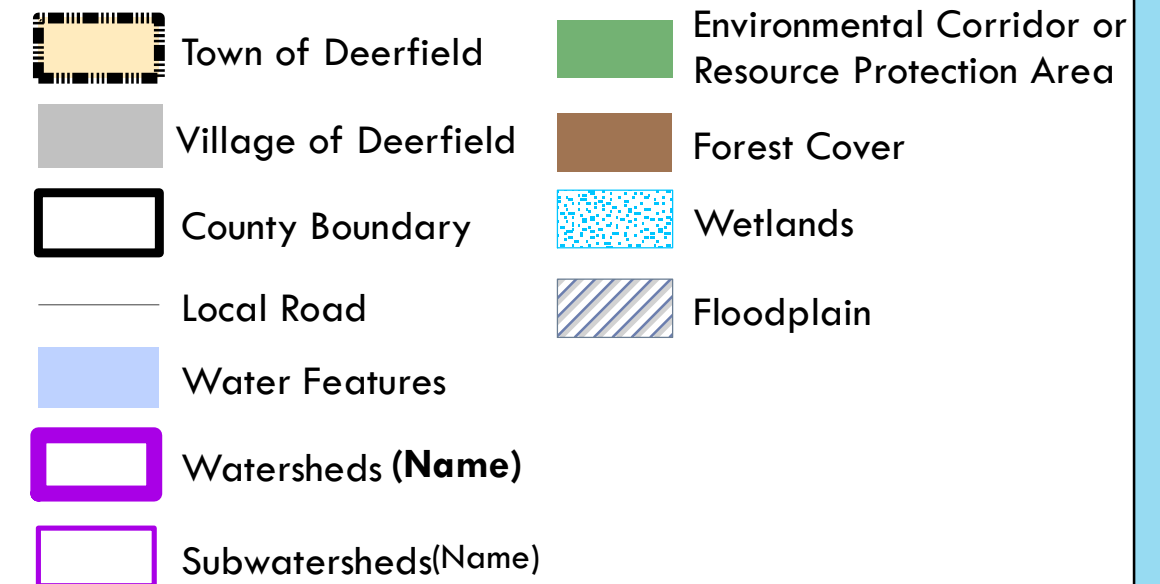 Town of Deerfield
Village of Deerfield
County Boundary
Local Road
Water Features
Watersheds (Name)
Subwatersheds(Name)
Environmental Corridor or
Resource Protection Area
Forest Cover
Wetlands
Floodplain